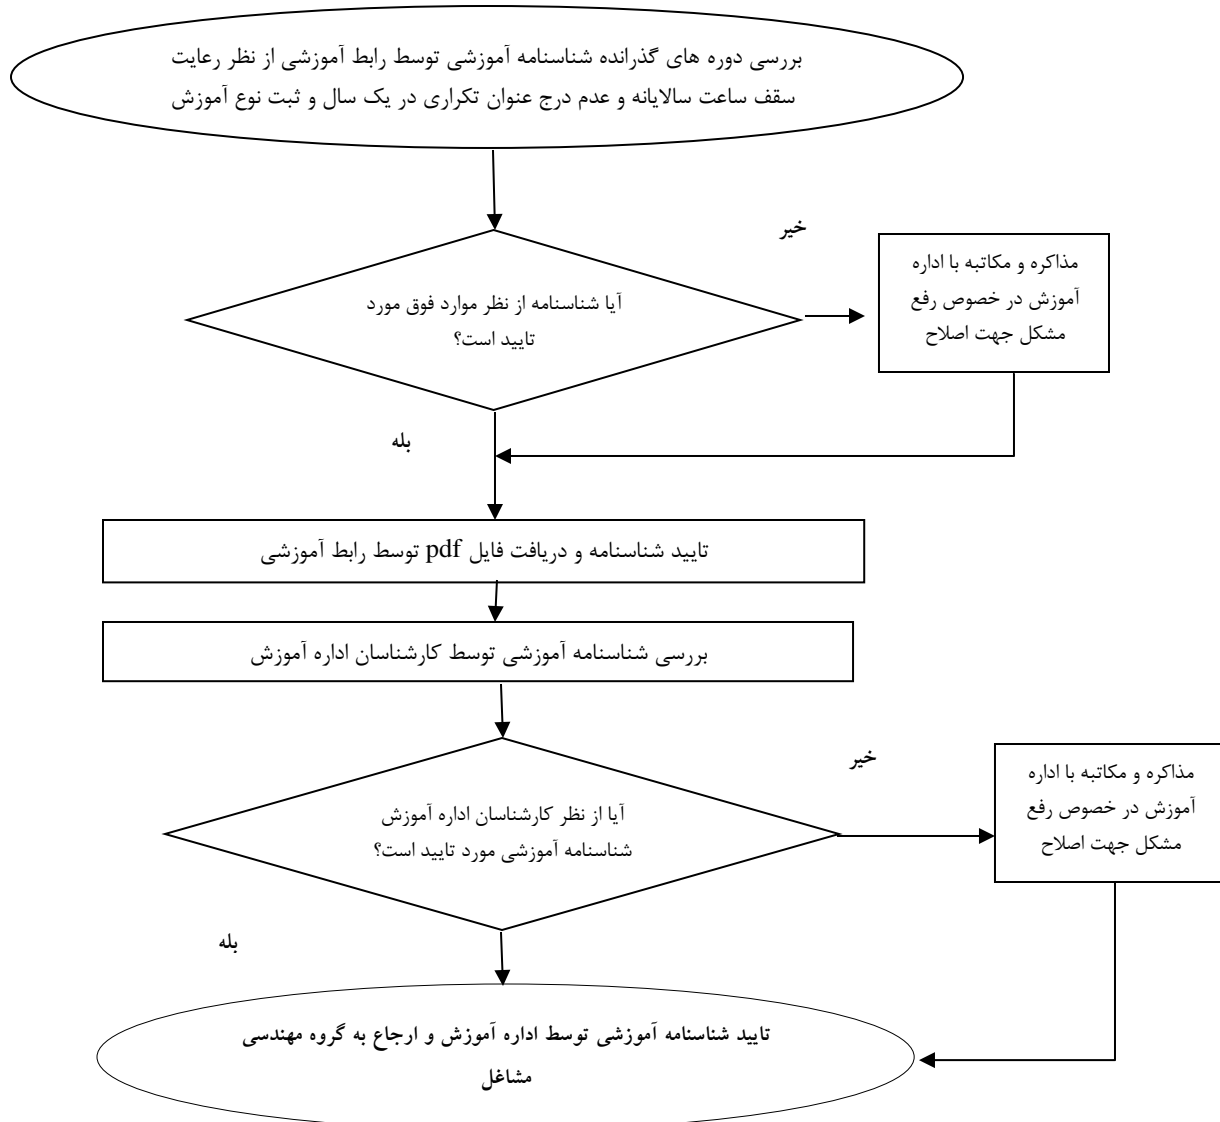 بررسی دوره های گذرانده شناسنامه آموزشی توسط رابط آموزشی از نظر رعایت
سقف ساعت سالایانه و عدم درج عنوان تکراری در یک سال و ثبت نوع آموزش
خیر
مذاکره و مکاتبه با اداره
آموزش در خصوص رفع
مشکل جهت اصلاح
آیا شناسنامه از نظر موارد فوق مورد
تایید است؟
بله
تایید شناسنامه و دریافت فایل pdf توسط رابط آموزشی
بررسی شناسنامه آموزشی توسط کارشناسان اداره آموزش
خیر
مذاکره و مکاتبه با اداره
آموزش در خصوص رفع
مشکل جهت اصلاح
آیا از نظر کارشناسان اداره آموزش
شناسنامه آموزشی مورد تایید است؟
بله
تایید شناسنامه آموزشی توسط اداره آموزش و ارجاع به گروه مهندسی
مشاغل